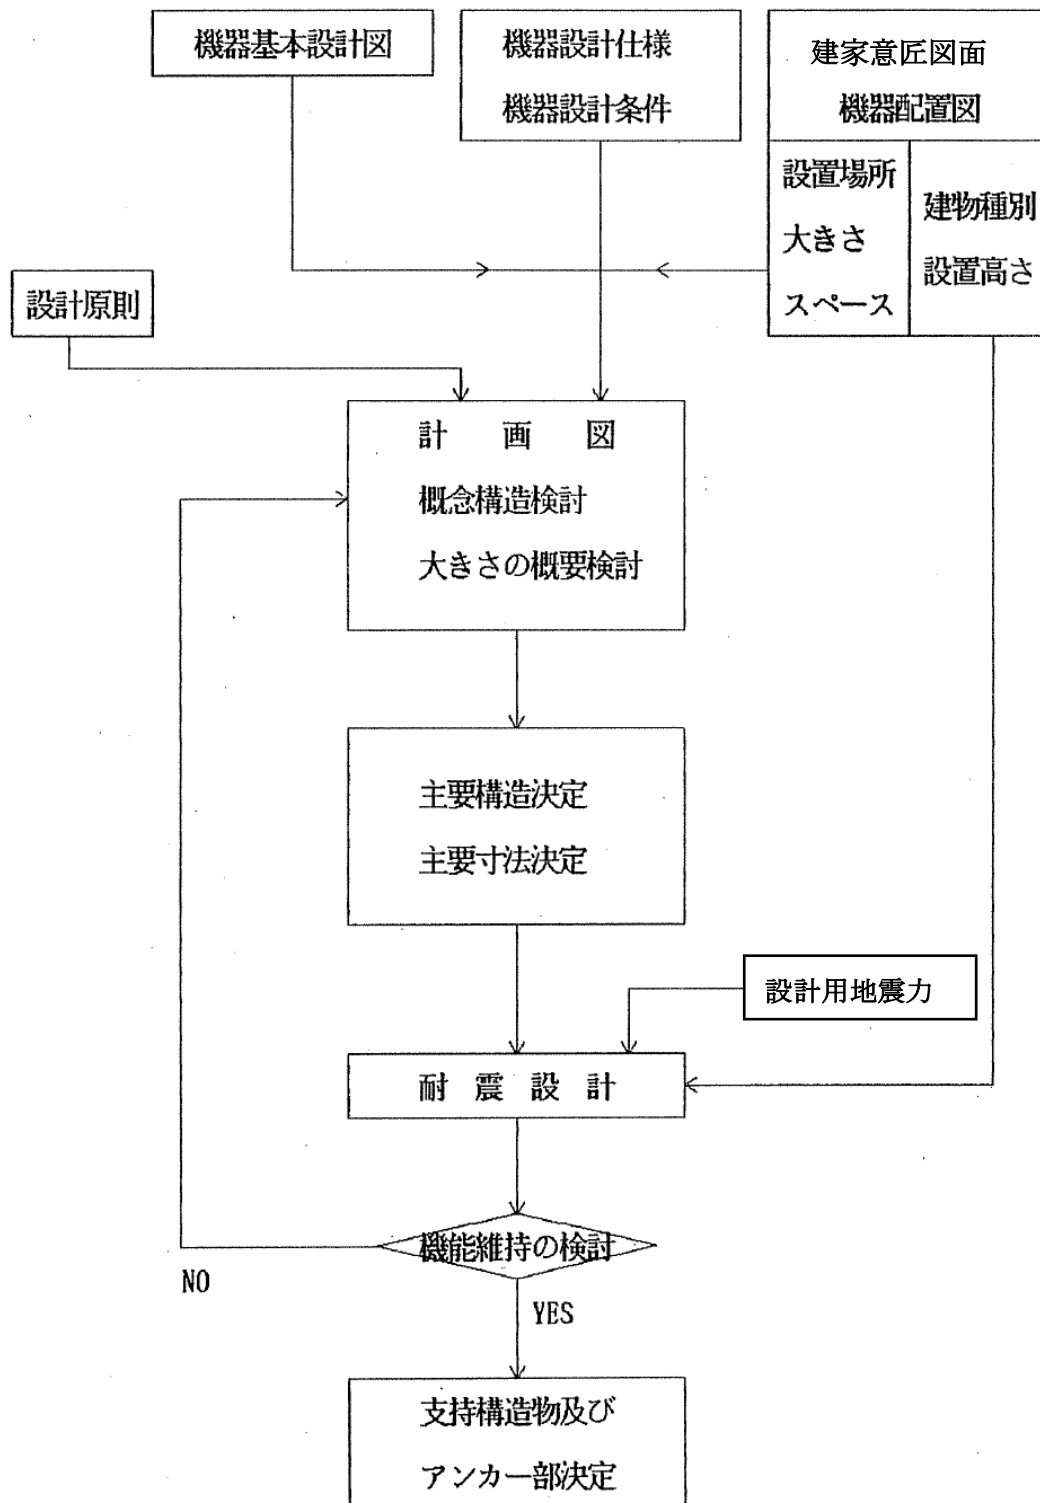 機器基本設計図
機器設計仕様
機器設計条件
建家意匠図面
機器配置図
設置場所
大きさ
スペース
建物種別
設置高さ
設計原則
計　画　図
概念構造検討
大きさの概要検討
主要構造決定
主要寸法決定
設計用地震力
耐 震 設 計
機能維持の検討
NO
YES
支持構造物及び
アンカー部決定